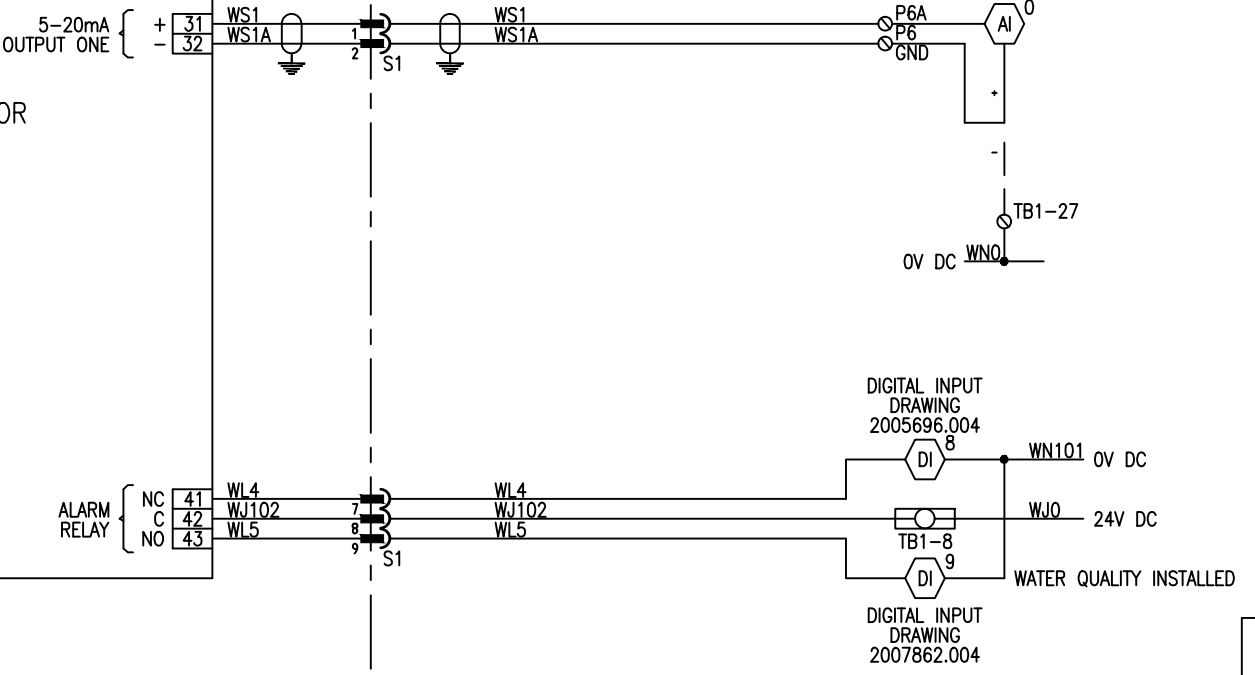 5-20mA
OUTPUT ONE
+ 31 WS1
- 32 WS1A
1
2
S1
WS1
WS1A
P6A
P6
GND
AI
0
+
-
TB1-27
0V DC WN0
OR
DIGITAL INPUT
DRAWING
2005696.004
DI 8
WN101 0V DC
ALARM
RELAY
NC 41 WL4
C 42 WJ102
NO 43 WL5
7
8
9
S1
WL4
WJ102
WL5
TB1-8
WJ0 24V DC
DI 9
WATER QUALITY INSTALLED
DIGITAL INPUT
DRAWING
2007862.004